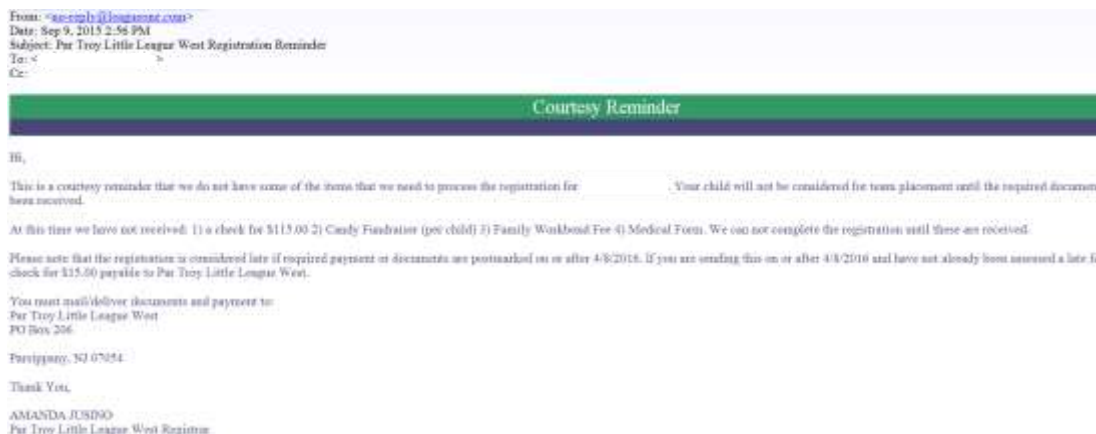 From: <no-reply@leagueone.com>
Date: Sep 9, 2015 2:56 PM
Subject: Par Troy Little League West Registration Reminder
To: < >
Cc:
Courtesy Reminder
Hi,
This is a courtesy reminder that we do not have some of the items that we need to process the registration for . Your child will not be considered for team placement until the required documen
been received.
At this time we have not received: 1) a check for $115.00 2) Candy Fundraiser (per child) 3) Family Workbond Fee 4) Medical Form. We can not complete the registration until these are received.
Please note that the registration is considered late if required payment or documents are postmarked on or after 4/8/2016. If you are sending this on or after 4/8/2016 and have not already been assessed a late f
check for $15.00 payable to Par Troy Little League West.
You must mail/deliver documents and payment to:
Par Troy Little League West
PO Box 206
Parsippany, NJ 07054
Thank You,
AMANDA JUSINO
Par Troy Little League West Registrar